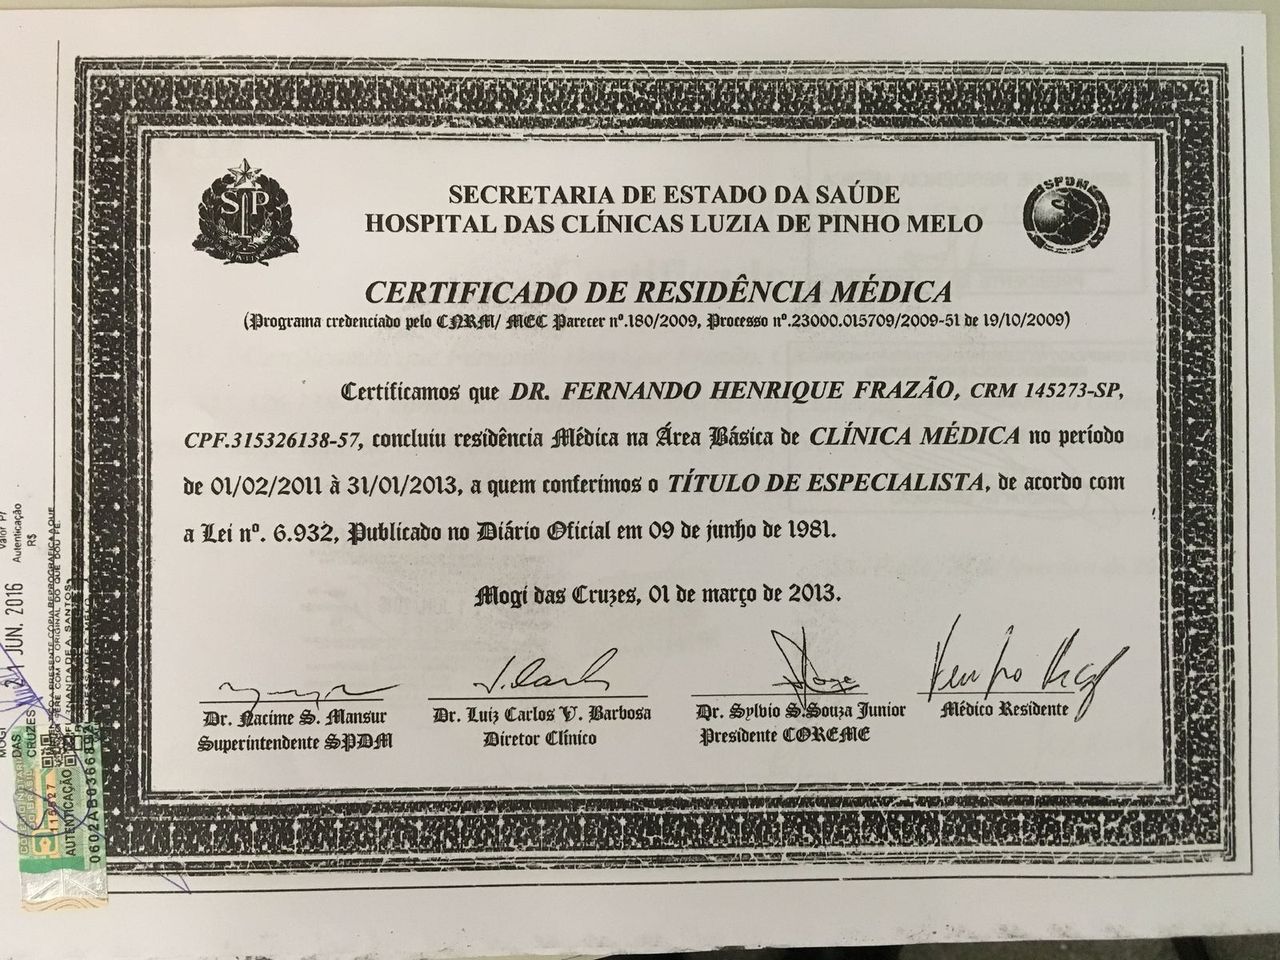 SP
SPDM
SECRETARIA DE ESTADO DA SAÚDE
HOSPITAL DAS CLÍNICAS LUZIA DE PINHO MELO
CERTIFICADO DE RESIDÊNCIA MÉDICA
(Programa credenciado pelo CNRM/ MEC Parecer nº.180/2009, Processo nº.23000.015709/2009-51 de 19/10/2009)
Certificamos que DR. FERNANDO HENRIQUE FRAZÃO, CRM 145273-SP,
CPF.315326138-57, concluiu residência Médica na Área Básica de CLÍNICA MÉDICA no período
de 01/02/2011 à 31/01/2013, a quem conferimos o TÍTULO DE ESPECIALISTA, de acordo com
a Lei nº. 6.932, Publicado no Diário Oficial em 09 de junho de 1981.
Mogi das Cruzes, 01 de março de 2013.
Dr. Nacime S. Mansur
Superintendente SPDM
Dr. Luiz Carlos V. Barbosa
Diretor Clínico
Dr. Sylvio S.Souza Junior
Presidente COREME
Médico Residente
MOGI
DAS
CRUZES
JUN. 2016
Valor P/
Autenticação
R$
AUTENTICAÇÃO